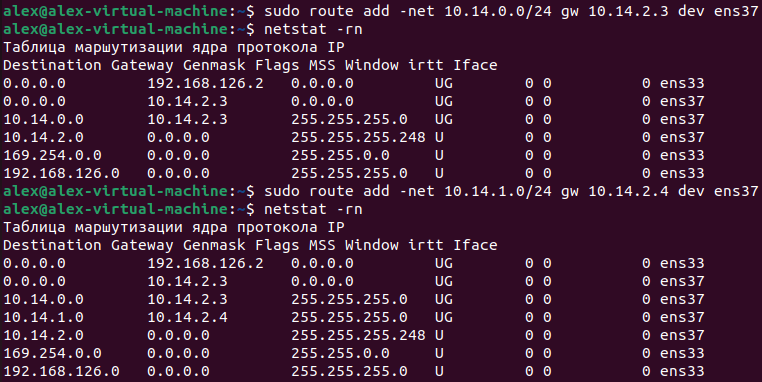 alex@alex-virtual-machine:~$ sudo route add -net 10.14.0.0/24 gw 10.14.2.3 dev ens37
alex@alex-virtual-machine:~$ netstat -rn
Таблица маршутизации ядра протокола IP
Destination Gateway Genmask Flags MSS Window irtt Iface
0.0.0.0         192.168.126.2   0.0.0.0         UG        0 0          0 ens33
0.0.0.0         10.14.2.3       0.0.0.0         UG        0 0          0 ens37
10.14.0.0       10.14.2.3       255.255.255.0   UG        0 0          0 ens37
10.14.2.0       0.0.0.0         255.255.255.248 U         0 0          0 ens37
169.254.0.0     0.0.0.0         255.255.0.0     U         0 0          0 ens33
192.168.126.0   0.0.0.0         255.255.255.0   U         0 0          0 ens33
alex@alex-virtual-machine:~$ sudo route add -net 10.14.1.0/24 gw 10.14.2.4 dev ens37
alex@alex-virtual-machine:~$ netstat -rn
Таблица маршутизации ядра протокола IP
Destination Gateway Genmask Flags MSS Window irtt Iface
0.0.0.0         192.168.126.2   0.0.0.0         UG        0 0          0 ens33
0.0.0.0         10.14.2.3       0.0.0.0         UG        0 0          0 ens37
10.14.0.0       10.14.2.3       255.255.255.0   UG        0 0          0 ens37
10.14.1.0       10.14.2.4       255.255.255.0   UG        0 0          0 ens37
10.14.2.0       0.0.0.0         255.255.255.248 U         0 0          0 ens37
169.254.0.0     0.0.0.0         255.255.0.0     U         0 0          0 ens33
192.168.126.0   0.0.0.0         255.255.255.0   U         0 0          0 ens33